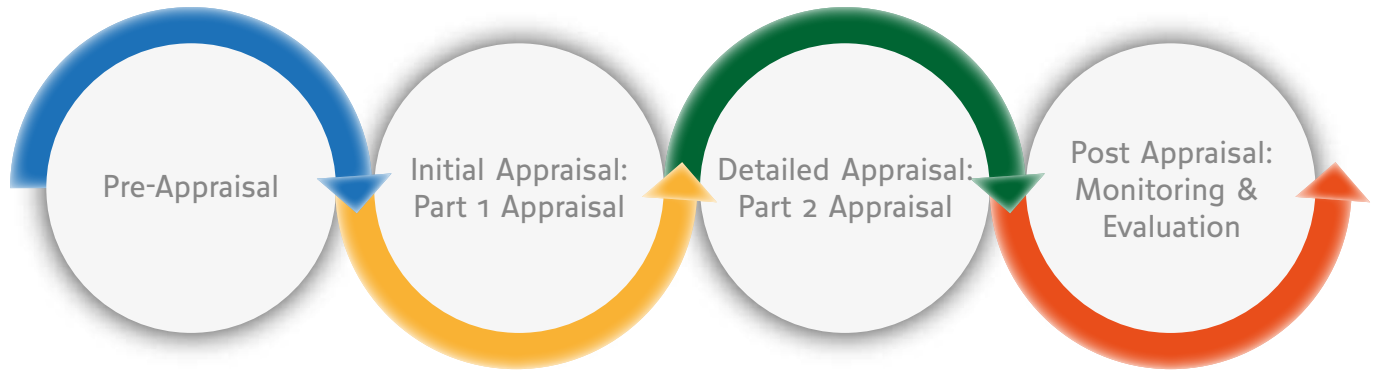 Pre-Appraisal
Initial Appraisal:
Part 1 Appraisal
Detailed Appraisal:
Part 2 Appraisal
Post Appraisal:
Monitoring &
Evaluation